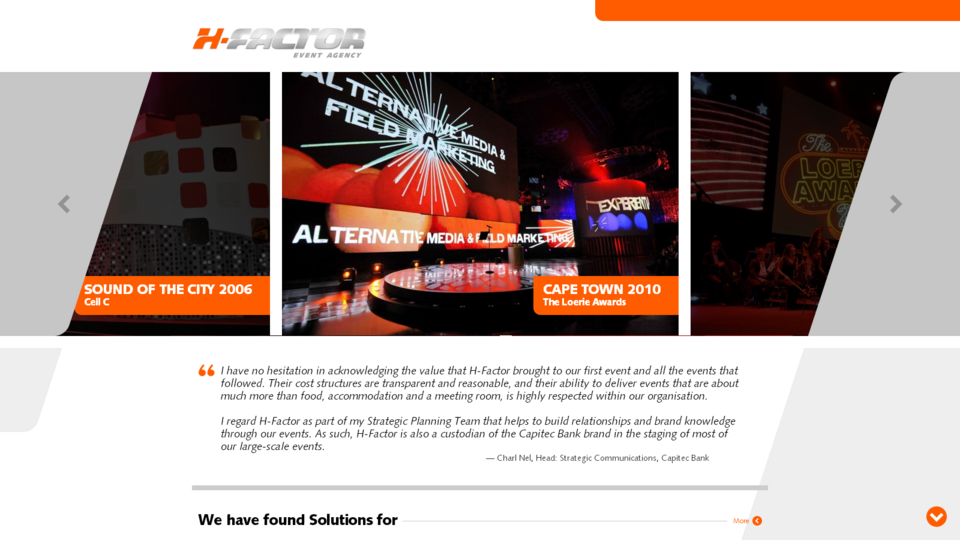 H-FACTOR
EVENT AGENCY
ALTERNATIVE MEDIA &
FIELD MARKETING
ALTERNATIVE MEDIA & FIELD MARKETING
The
LOERIE
SOUND OF THE CITY 2006
Cell C
CAPE TOWN 2010
The Loerie Awards
“ I have no hesitation in acknowledging the value that H-Factor brought to our first event and all the events that
followed. Their cost structures are transparent and reasonable, and their ability to deliver events that are about
much more than food, accommodation and a meeting room, is highly respected within our organisation.
I regard H-Factor as part of my Strategic Planning Team that helps to build relationships and brand knowledge
through our events. As such, H-Factor is also a custodian of the Capitec Bank brand in the staging of most of
our large-scale events.
— Charl Nel, Head: Strategic Communications, Capitec Bank
We have found Solutions for
More